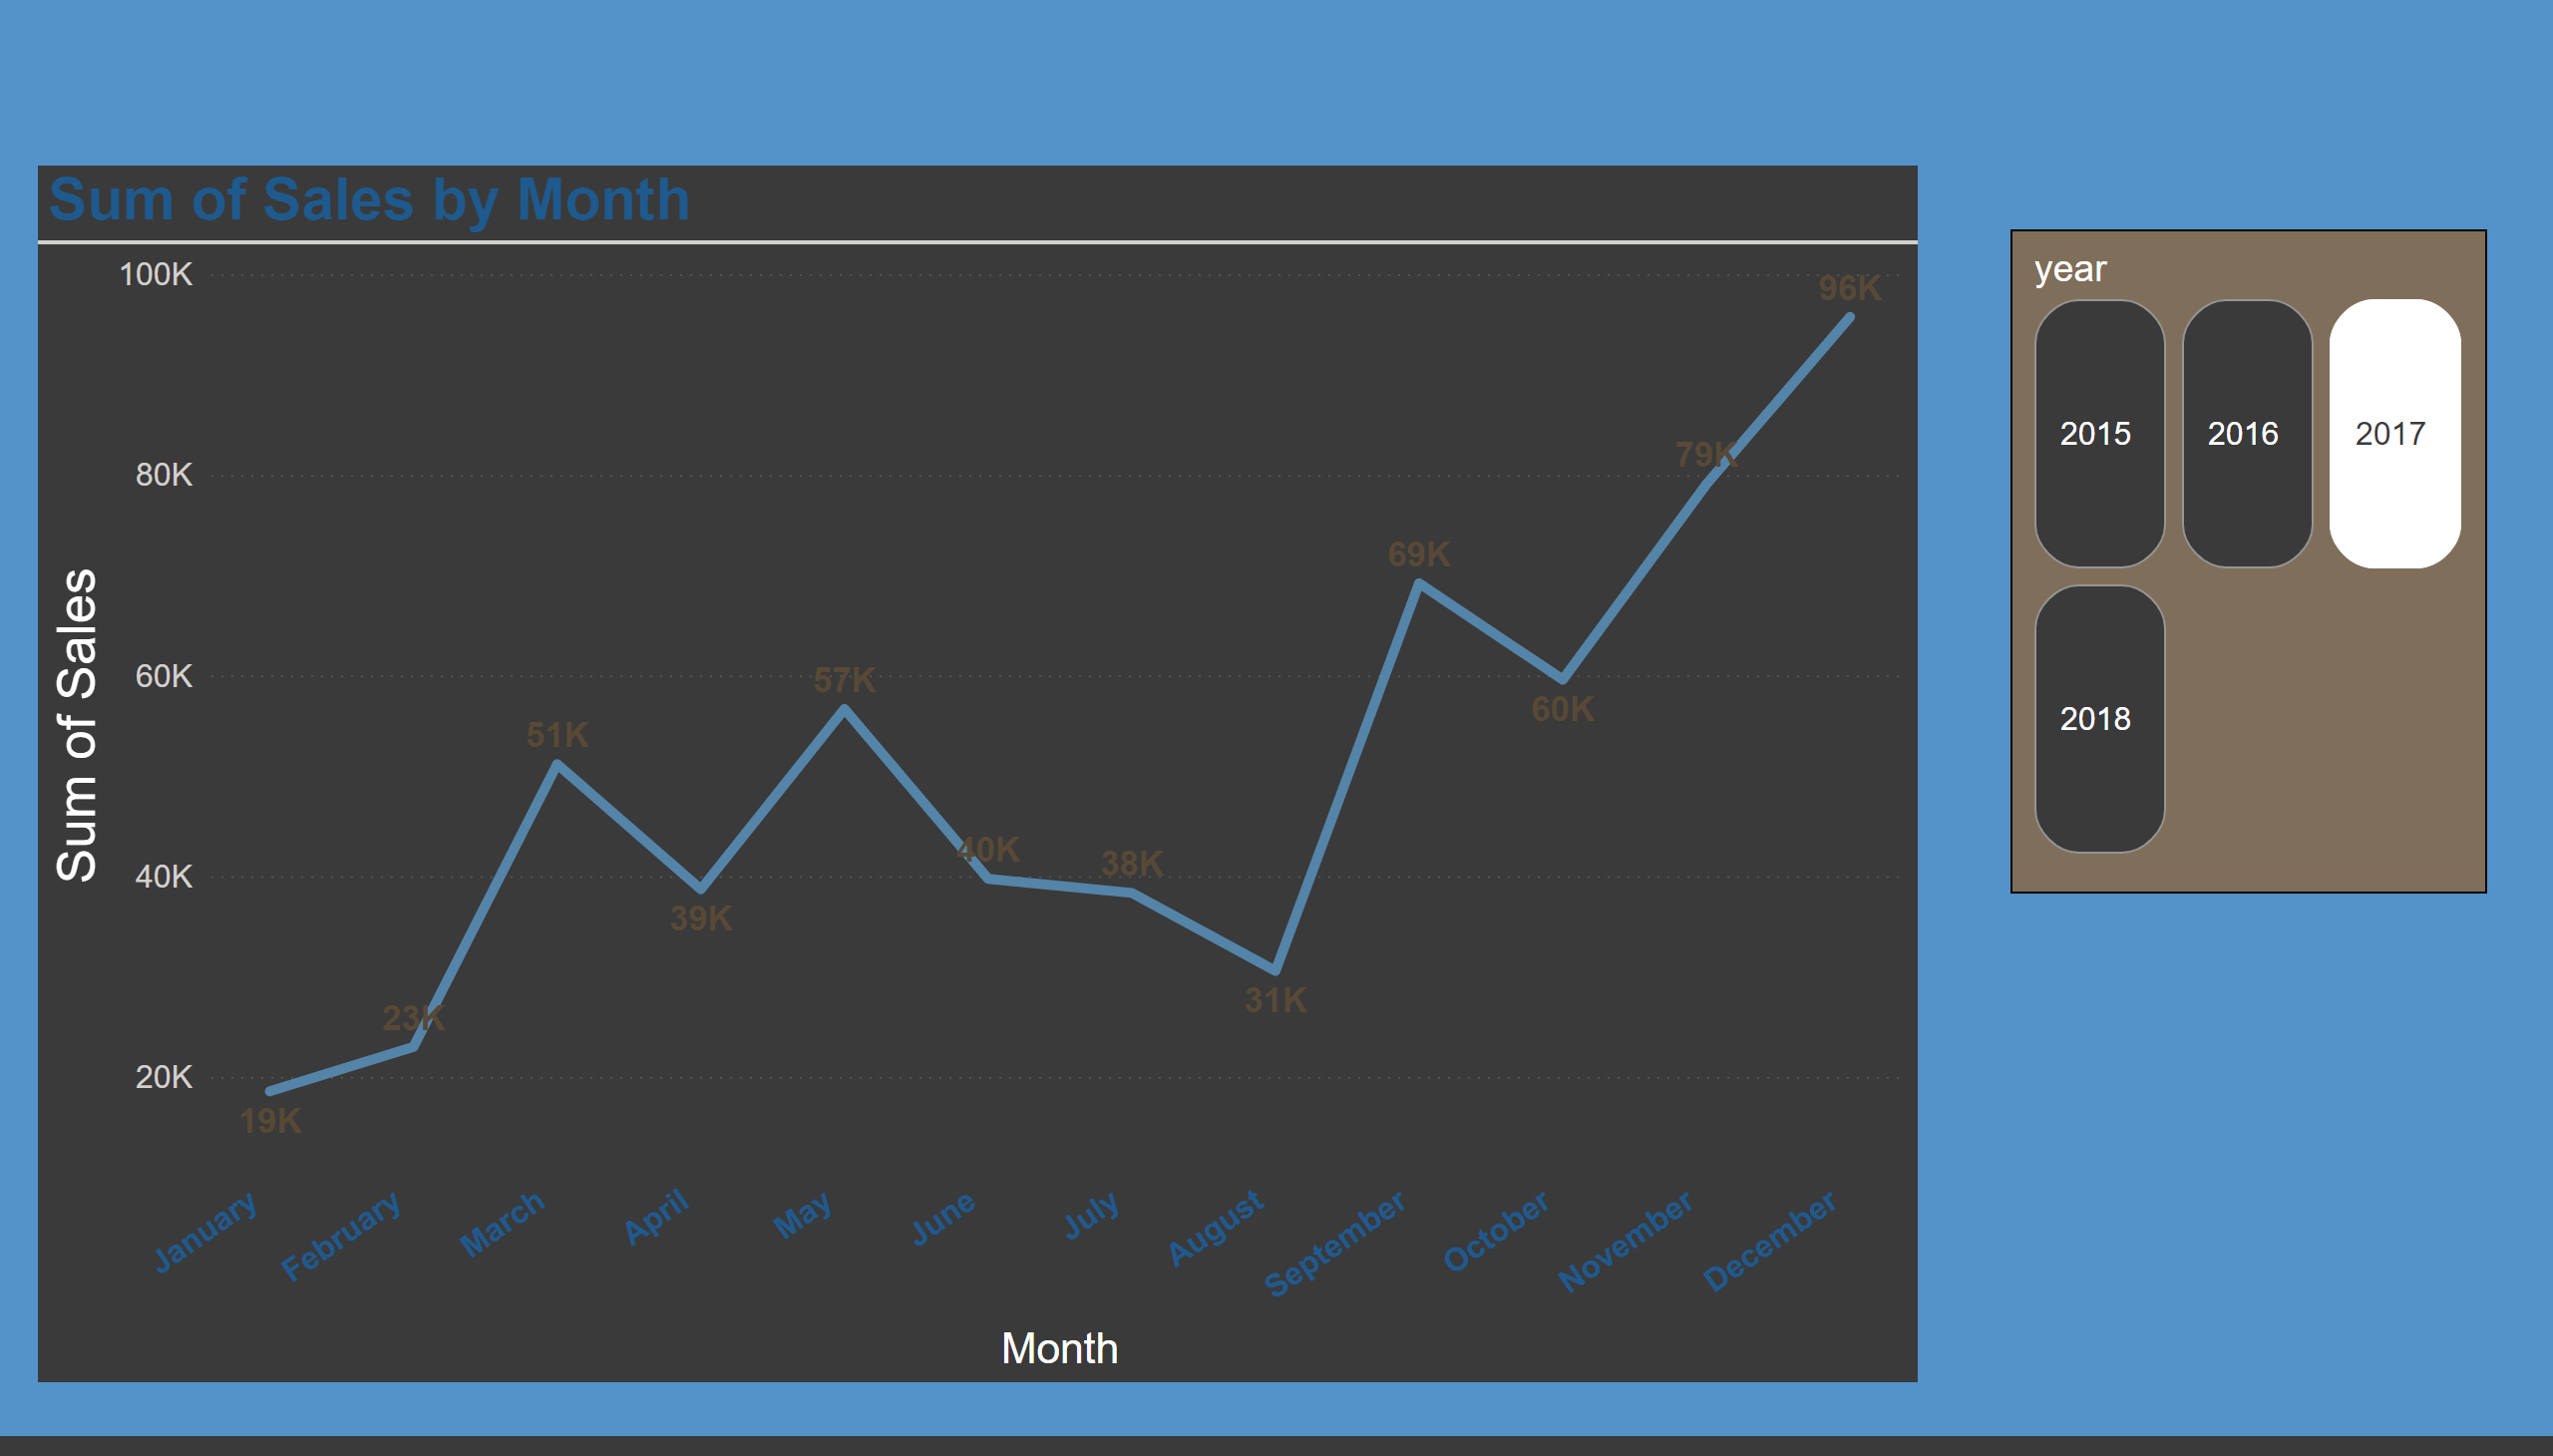 Sum of Sales by Month
100K
80K
60K
40K
20K
Sum of Sales
19K
23K
51K
39K
57K
40K
38K
31K
69K
60K
79K
96K
January
February
March
April
May
June
July
August
September
October
November
December
Month
year
2015 2016 2017
2018